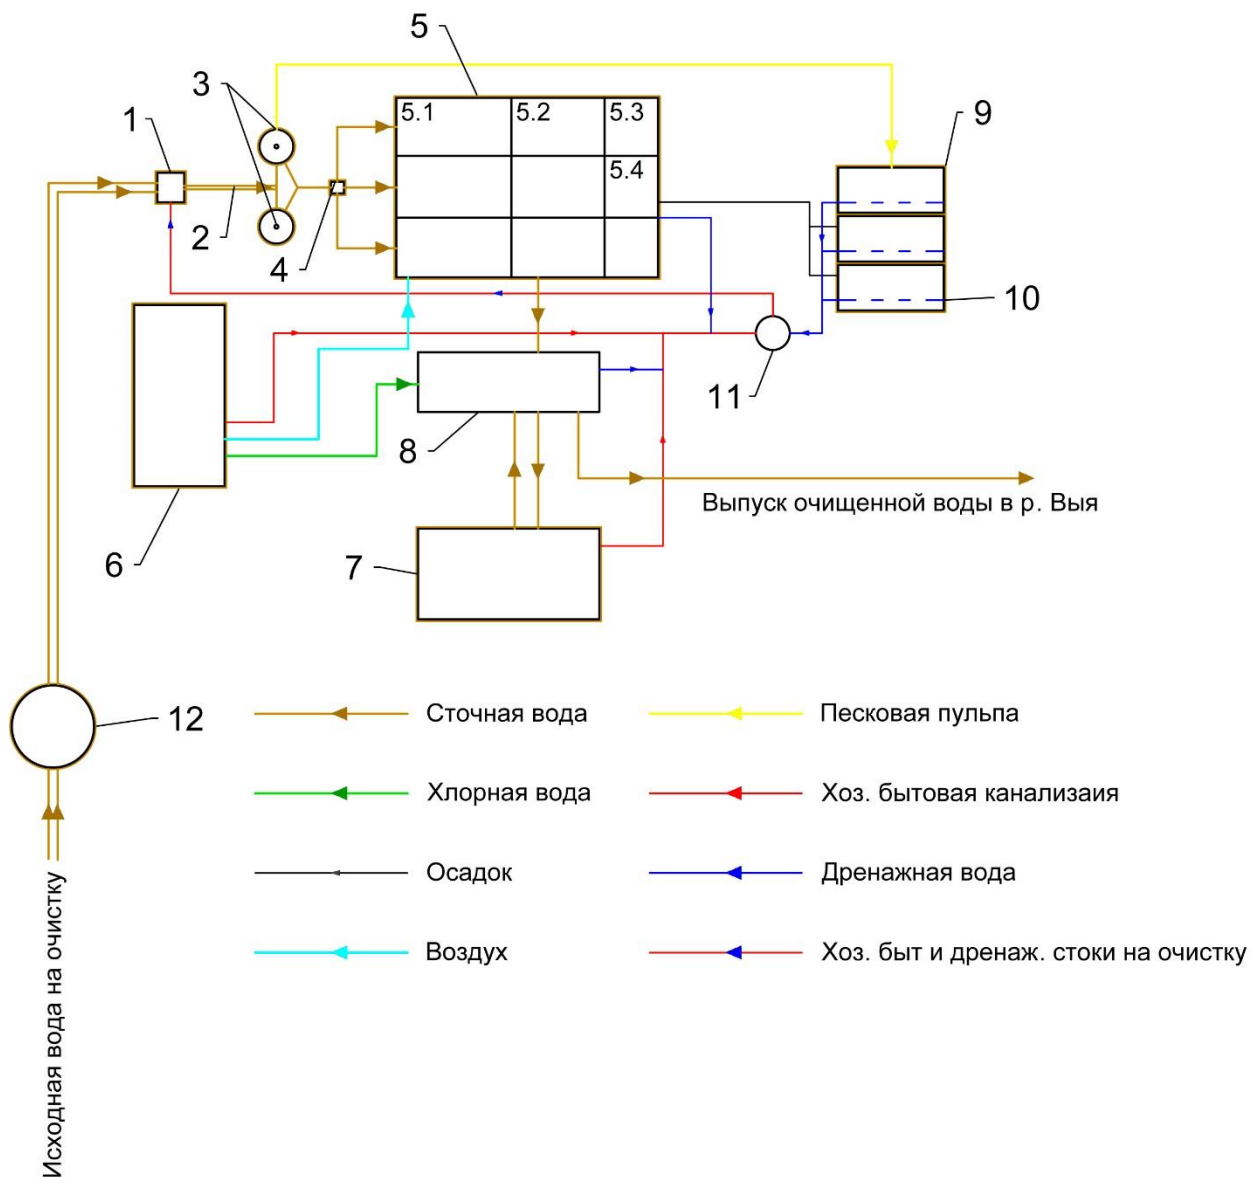 5
3
1
5.1
5.2
5.3
9
5.4
2
4
10
11
8
Выпуск очищенной воды в р. Выя
6
7
12
Сточная вода
Песковая пульпа
Хлорная вода
Хоз. бытовая канализаия
Осадок
Дренажная вода
Воздух
Хоз. быт и дренаж. стоки на очистку
Исходная вода на очистку